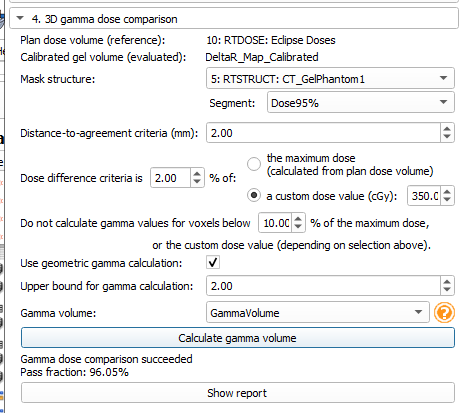 4. 3D gamma dose comparison
Plan dose volume (reference): 10: RTDOSE: Eclipse Doses
Calibrated gel volume (evaluated): DeltaR_Map_Calibrated
Mask structure: 5: RTSTRUCT: CT_GelPhantom1
Segment: Dose95%
Distance-to-agreement criteria (mm): 2.00
the maximum dose
(calculated from plan dose volume)
Dose difference criteria is 2.00 % of:
a custom dose value (cGy): 350.0
Do not calculate gamma values for voxels below 10.00 % of the maximum dose,
or the custom dose value (depending on selection above).
Use geometric gamma calculation:
Upper bound for gamma calculation: 2.00
Gamma volume: GammaVolume
Calculate gamma volume
Gamma dose comparison succeeded
Pass fraction: 96.05%
Show report